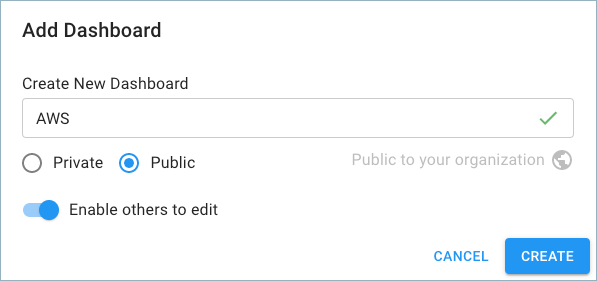 Add Dashboard
Create New Dashboard
AWS
Private Public Public to your organization
Enable others to edit
CANCEL CREATE